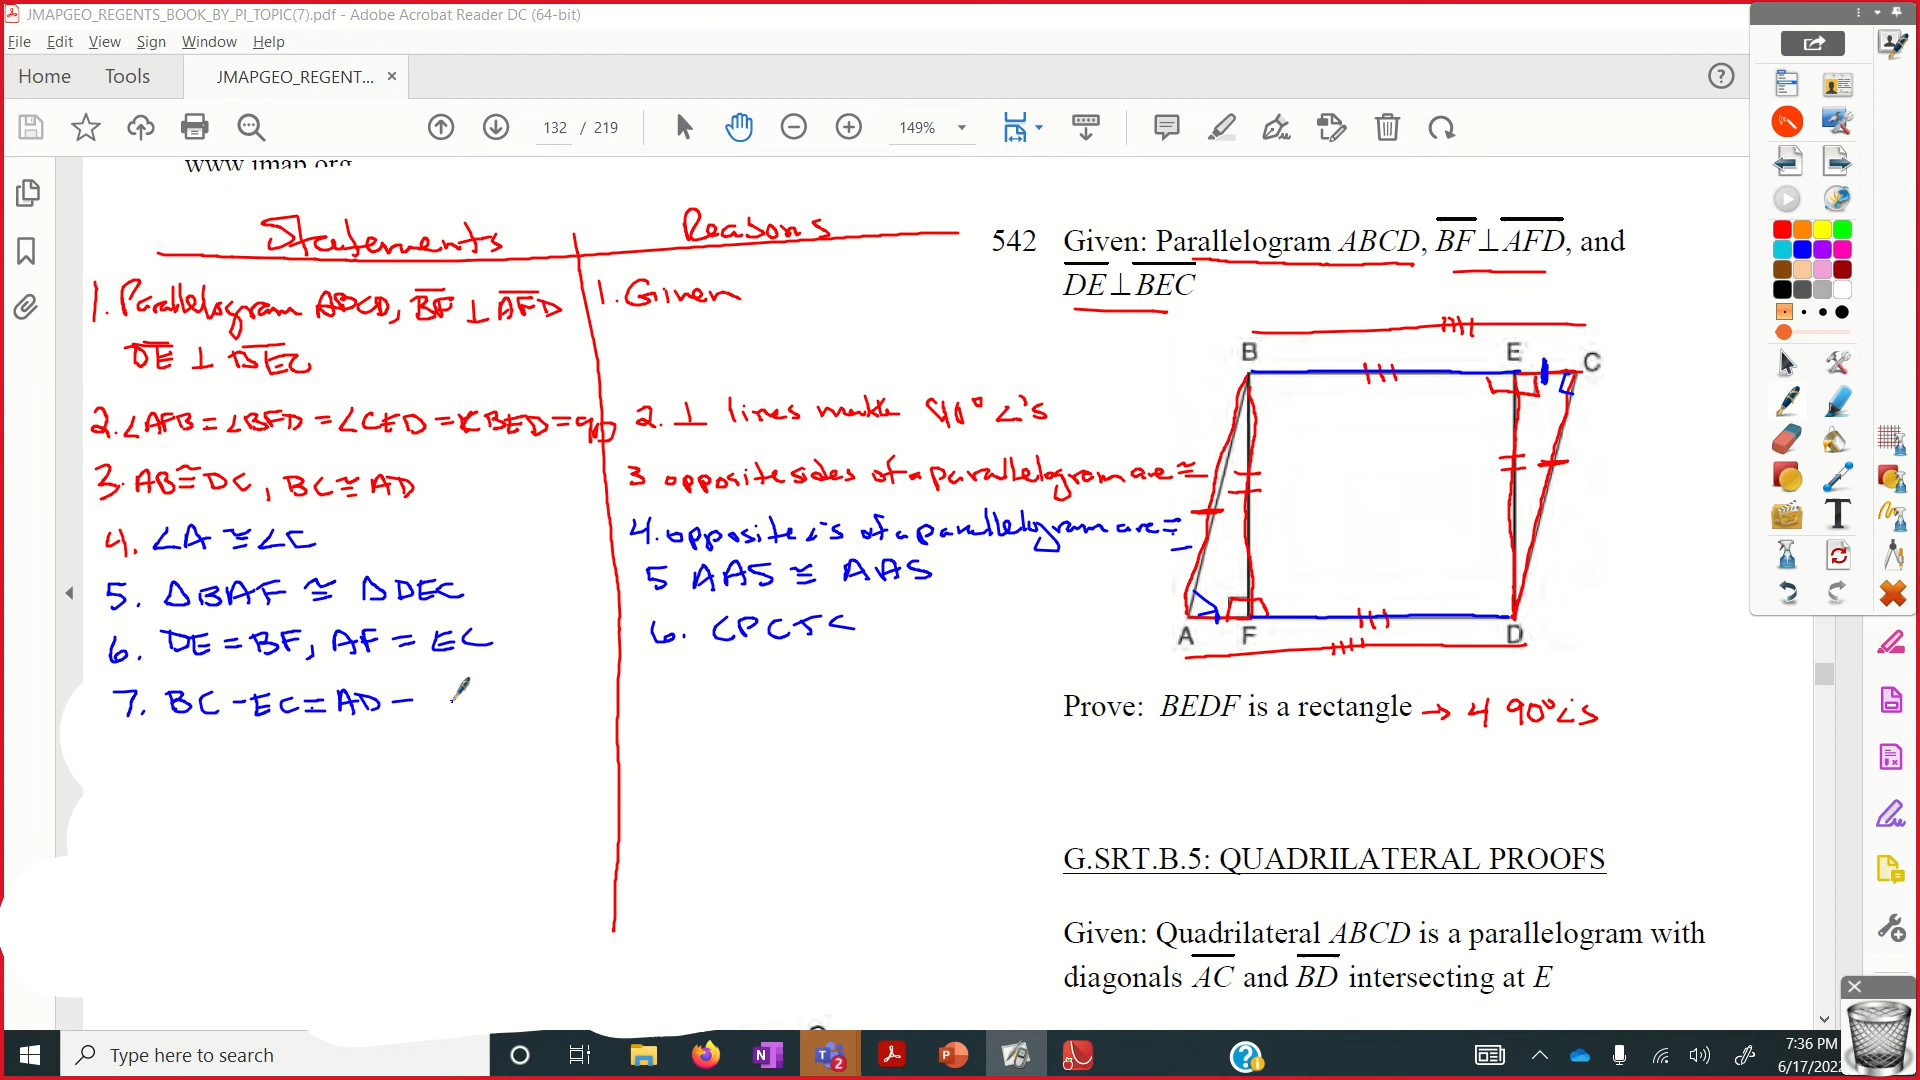 JMAPGEO_REGENTS_BOOK_BY_PI_TOPIC(7).pdf - Adobe Acrobat Reader DC (64-bit)
File Edit View Sign Window Help
Home Tools JMAPGEO_REGENT... ×
132 / 219 149%
Statements Reasons
1. Parallelogram ABCD, BF ⊥ AFD
DE ⊥ BEC
1. Given
2. ∠AFB = ∠BFD = ∠CED = ∠BED = 90
2. ⊥ lines make 90° ∠'s
3. AB ≅ DC, BC ≅ AD
3 opposite sides of a parallelogram are ≅
4. ∠A ≅ ∠C
4. opposite ∠'s of a parallelogram are ≅
5. ΔBAF ≅ ΔDEC
5 AAS ≅ AAS
6. DE = BF, AF = EC
6. CPCTC
7. BC - EC = AD -
542 Given: Parallelogram ABCD, BF ⊥ AFD, and
DE ⊥ BEC
B E C
A F D
Prove: BEDF is a rectangle → 4 90° ∠'s
G.SRT.B.5: QUADRILATERAL PROOFS
Given: Quadrilateral ABCD is a parallelogram with
diagonals AC and BD intersecting at E
Type here to search
2
7:36 PM